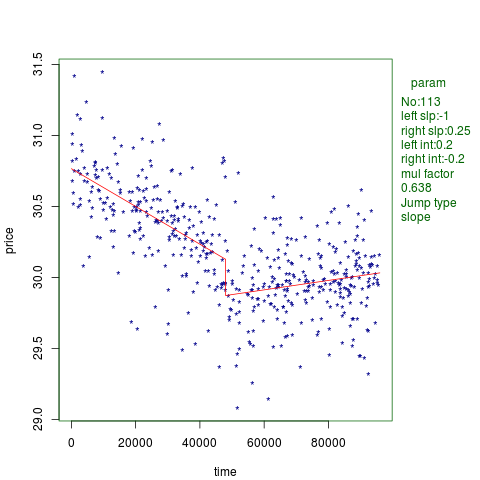 param
No:113
left slp:-1
right slp:0.25
left int:0.2
right int:-0.2
mul factor
0.638
Jump type
slope
price
31.5
31.0
30.5
30.0
29.5
29.0
0 20000 40000 60000 80000
time